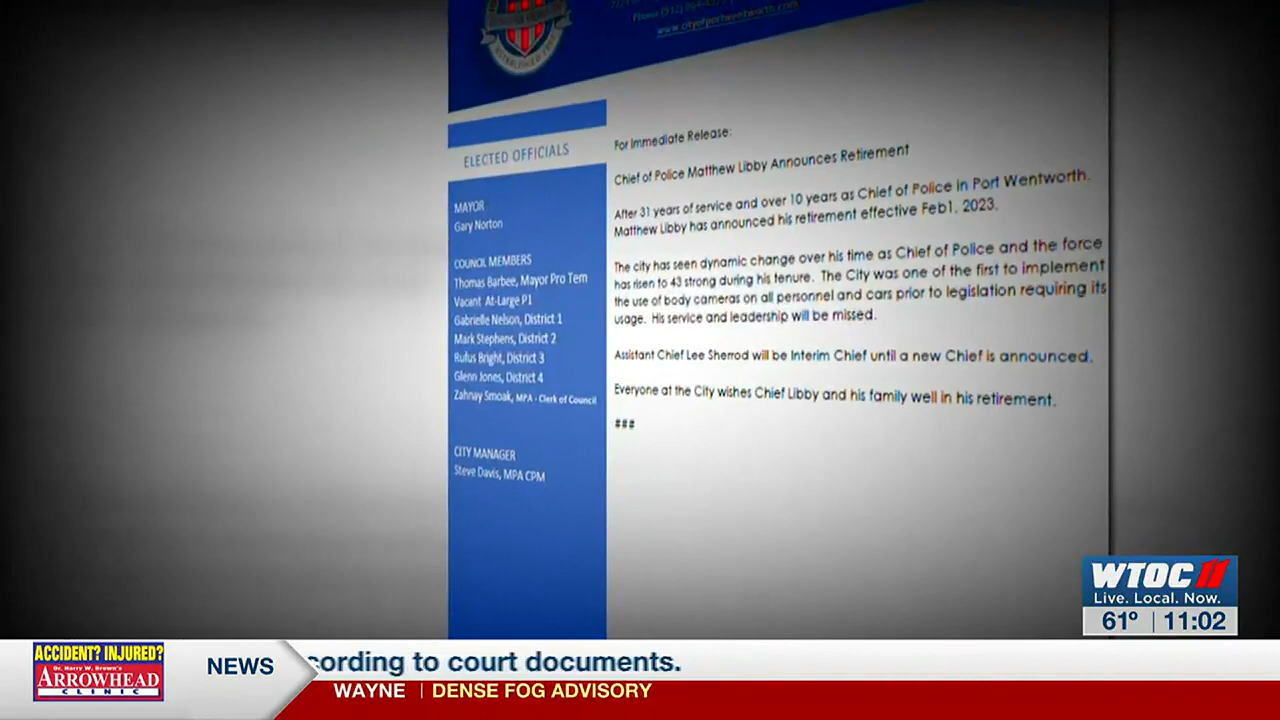 www.cityofportwentworth.com
ELECTED OFFICIALS
MAYOR
Gary Norton
COUNCIL MEMBERS
Thomas Barbee, Mayor Pro Tem
Vacant At-Large P1
Gabrielle Nelson, District 1
Mark Stephens, District 2
Rufus Bright, District 3
Glenn Jones, District 4
Zahnay Smoak, MPA - Clerk of Council
CITY MANAGER
Steve Davis, MPA CPM
For Immediate Release:
Chief of Police Matthew Libby Announces Retirement
After 31 years of service and over 10 years as Chief of Police in Port Wentworth,
Matthew Libby has announced his retirement effective Feb1, 2023.
The city has seen dynamic change over his time as Chief of Police and the force
has risen to 43 strong during his tenure. The City was one of the first to implement
the use of body cameras on all personnel and cars prior to legislation requiring its
usage. His service and leadership will be missed.
Assistant Chief Lee Sherrod will be Interim Chief until a new Chief is announced.
Everyone at the City wishes Chief Libby and his family well in his retirement.
###
WTOC 11
Live. Local. Now.
61° | 11:02
ACCIDENT? INJURED?
Dr. Harry W. Brown's
ARROWHEAD
CLINIC
NEWS
cording to court documents.
WAYNE | DENSE FOG ADVISORY